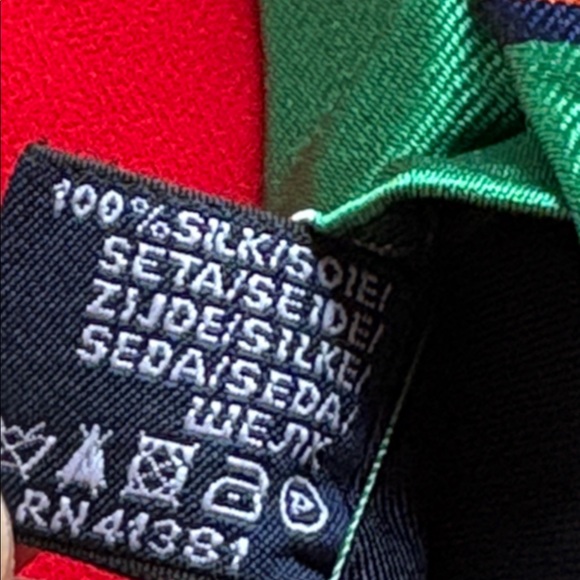 100%SILK/SOIE/
SETA/SEIDE/
ZIJDE/SILKE/
SEDA/SEDA/
ШЕЛК
P
RN41381